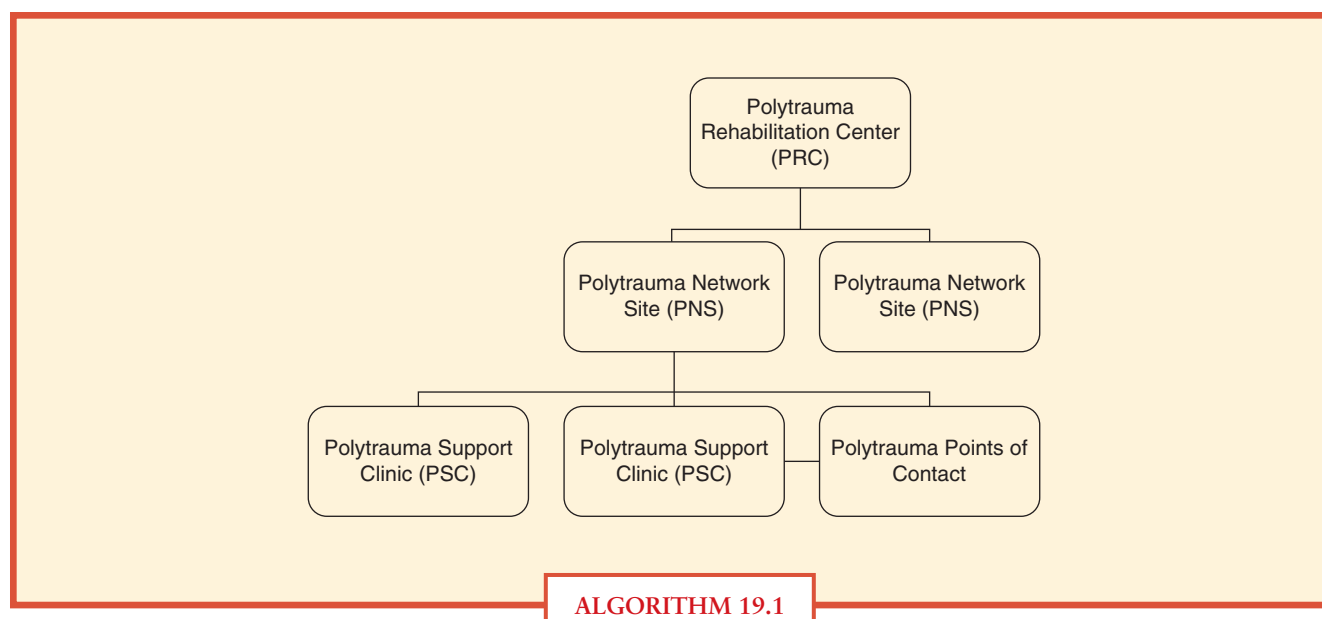 Polytrauma
Rehabilitation Center
(PRC)
Polytrauma Network
Site (PNS)
Polytrauma Network
Site (PNS)
Polytrauma Support
Clinic (PSC)
Polytrauma Support
Clinic (PSC)
Polytrauma Points of
Contact
ALGORITHM 19.1